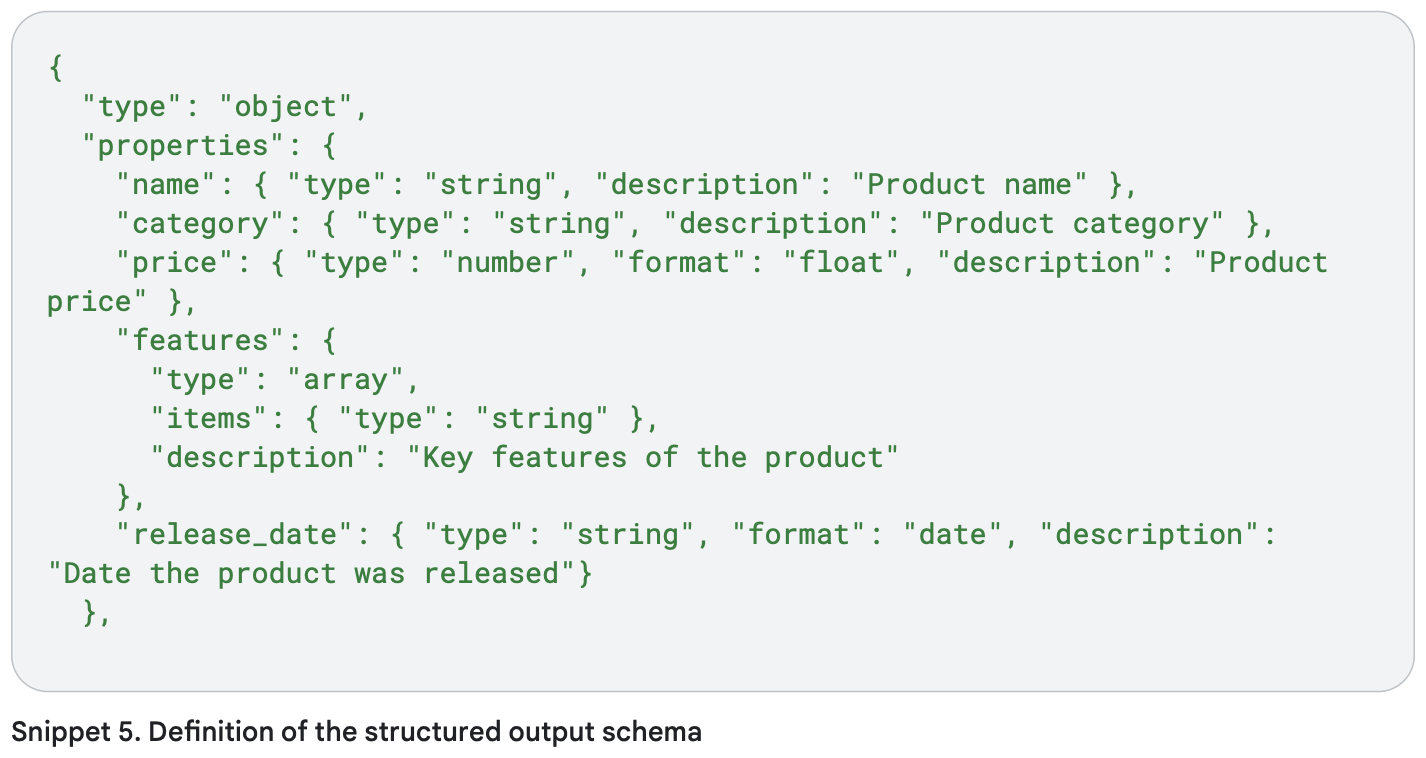 {
  "type": "object",
  "properties": {
    "name": { "type": "string", "description": "Product name" },
    "category": { "type": "string", "description": "Product category" },
    "price": { "type": "number", "format": "float", "description": "Product
price" },
    "features": {
      "type": "array",
      "items": { "type": "string" },
      "description": "Key features of the product"
    },
    "release_date": { "type": "string", "format": "date", "description":
"Date the product was released"}
  },
Snippet 5. Definition of the structured output schema